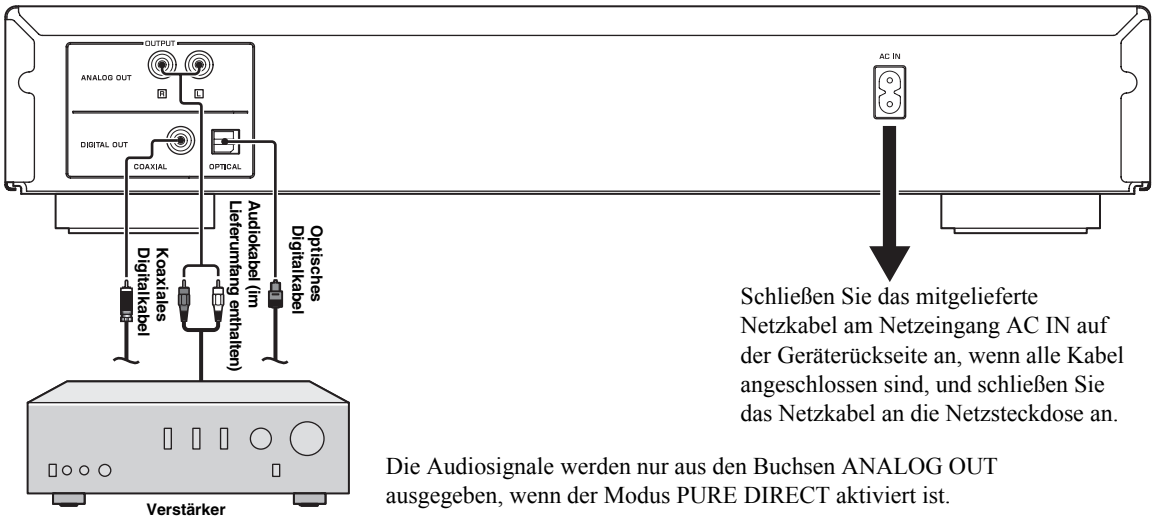 OUTPUT
ANALOG OUT
R L
DIGITAL OUT
COAXIAL OPTICAL
AC IN
Koaxiales
Digitalkabel
Audiokabel (im
Lieferumfang enthalten)
Optisches
Digitalkabel
Verstärker
Schließen Sie das mitgelieferte
Netzkabel am Netzeingang AC IN auf
der Geräterückseite an, wenn alle Kabel
angeschlossen sind, und schließen Sie
das Netzkabel an die Netzsteckdose an.
Die Audiosignale werden nur aus den Buchsen ANALOG OUT
ausgegeben, wenn der Modus PURE DIRECT aktiviert ist.